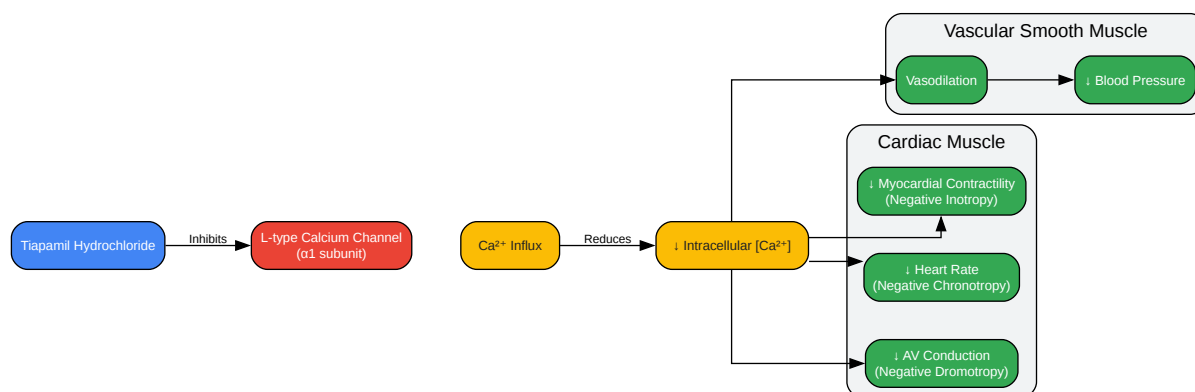 Vascular Smooth Muscle
Vasodilation
↓ Blood Pressure
Cardiac Muscle
↓ Myocardial Contractility
(Negative Inotropy)
Tiapamil Hydrochloride
Inhibits
L-type Calcium Channel
(α1 subunit)
Ca²⁺ Influx
Reduces
↓ Intracellular [Ca²⁺]
↓ Heart Rate
(Negative Chronotropy)
↓ AV Conduction
(Negative Dromotropy)